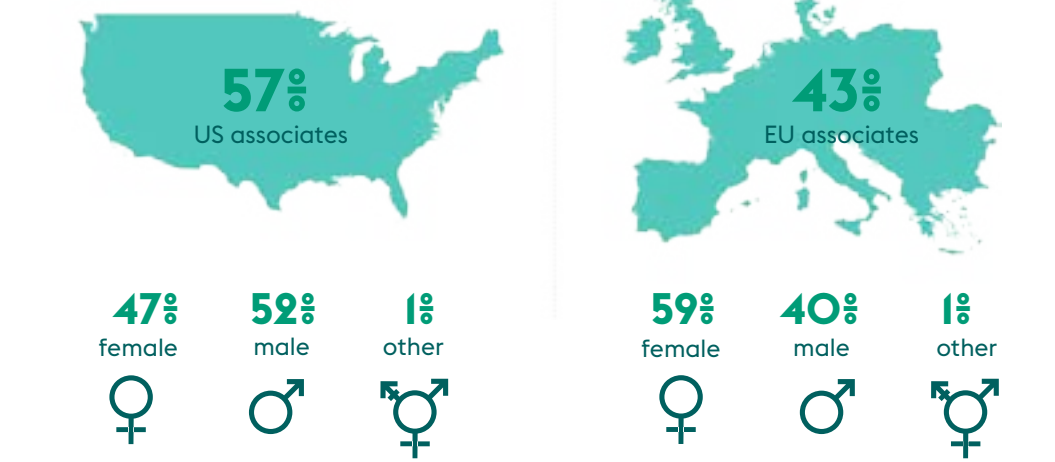 57%
US associates
47% 52% 1%
female male other
43%
EU associates
59% 40% 1%
female male other